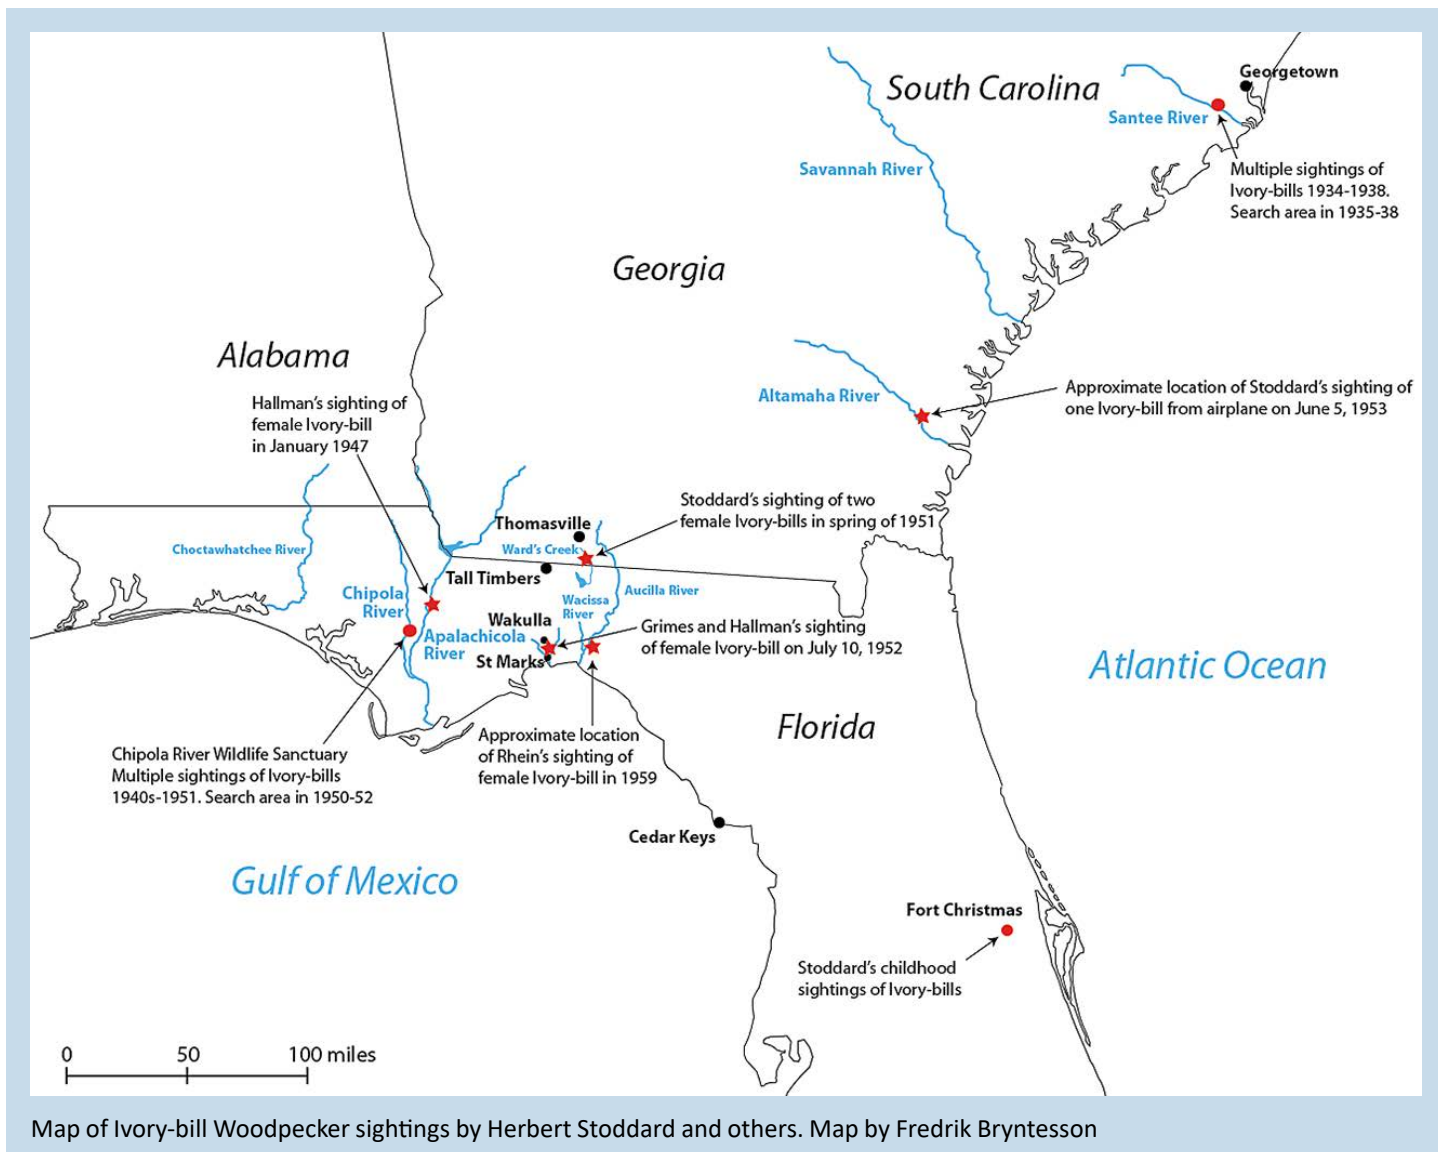 South Carolina
Georgetown
Santee River
Savannah River
Multiple sightings of
Ivory-bills 1934-1938.
Search area in 1935-38
Georgia
Alabama
Altamaha River
Approximate location of Stoddard's sighting of
one Ivory-bill from airplane on June 5, 1953
Hallman's sighting of
female Ivory-bill
in January 1947
Stoddard's sighting of two
female Ivory-bills in spring of 1951
Thomasville
Choctawhatchee River
Ward's Creek
Tall Timbers
Chipola
River
Aucilla River
Wacissa
River
Wakulla
Apalachicola
River
St Marks
Grimes and Hallman's sighting
of female Ivory-bill on July 10, 1952
Atlantic Ocean
Florida
Approximate location
of Rhein's sighting of
female Ivory-bill in 1959
Chipola River Wildlife Sanctuary
Multiple sightings of Ivory-bills
1940s-1951. Search area in 1950-52
Cedar Keys
Gulf of Mexico
Fort Christmas
Stoddard's childhood
sightings of Ivory-bills
0 50 100 miles
Map of Ivory-bill Woodpecker sightings by Herbert Stoddard and others. Map by Fredrik Bryntesson